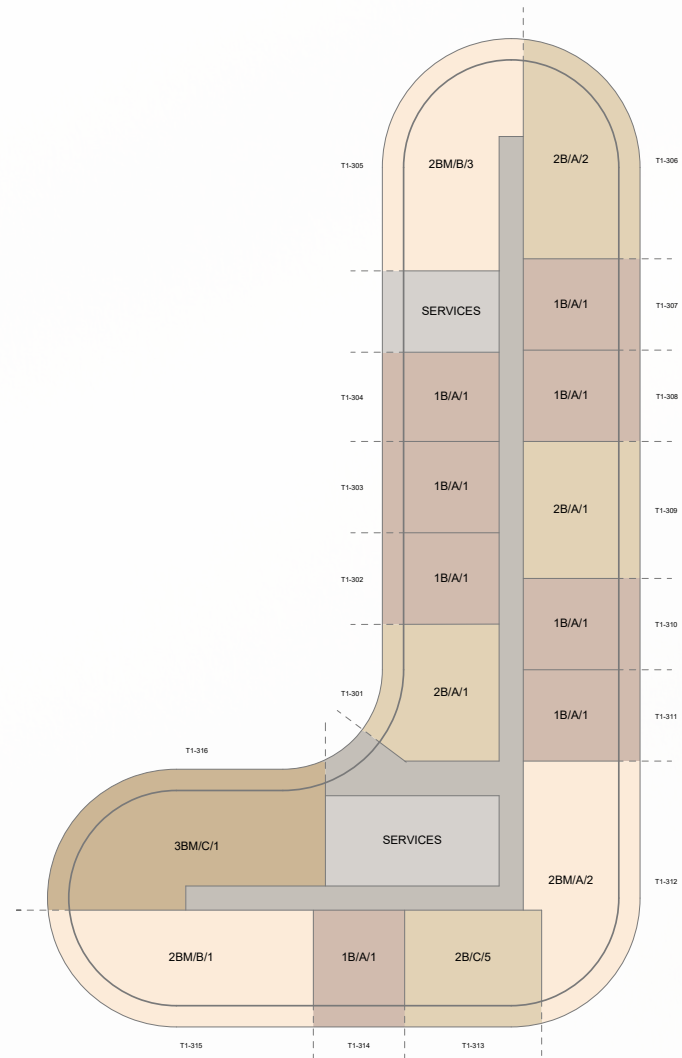 T1-305
2BM/B/3
2B/A/2
T1-306
SERVICES
1B/A/1
T1-307
T1-304
1B/A/1
1B/A/1
T1-308
T1-303
1B/A/1
2B/A/1
T1-309
T1-302
1B/A/1
1B/A/1
T1-310
T1-301
2B/A/1
1B/A/1
T1-311
T1-316
3BM/C/1
SERVICES
2BM/A/2
T1-312
2BM/B/1
1B/A/1
2B/C/5
T1-315
T1-314
T1-313